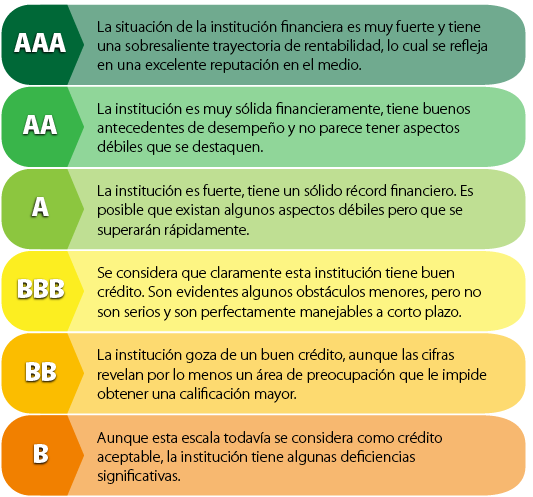 AAA
La situación de la institución financiera es muy fuerte y tiene
una sobresaliente trayectoria de rentabilidad, lo cual se refleja
en una excelente reputación en el medio.
AA
La institución es muy sólida financieramente, tiene buenos
antecedentes de desempeño y no parece tener aspectos
débiles que se destaquen.
A
La institución es fuerte, tiene un sólido récord financiero. Es
posible que existan algunos aspectos débiles pero que se
superarán rápidamente.
BBB
Se considera que claramente esta institución tiene buen
crédito. Son evidentes algunos obstáculos menores, pero no
son serios y son perfectamente manejables a corto plazo.
BB
La institución goza de un buen crédito, aunque las cifras
revelan por lo menos un área de preocupación que le impide
obtener una calificación mayor.
B
Aunque esta escala todavía se considera como crédito
aceptable, la institución tiene algunas deficiencias
significativas.